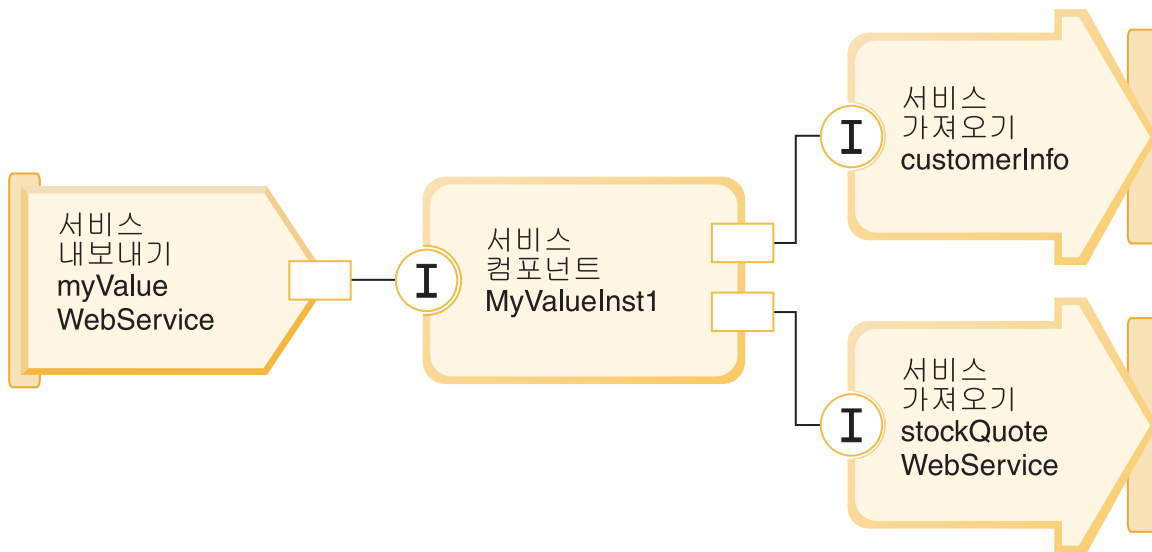 서비스
내보내기
myValue
WebService
서비스
컴포넌트
MyValueInst1
서비스
가져오기
customerInfo
서비스
가져오기
stockQuote
WebService
I
I
I